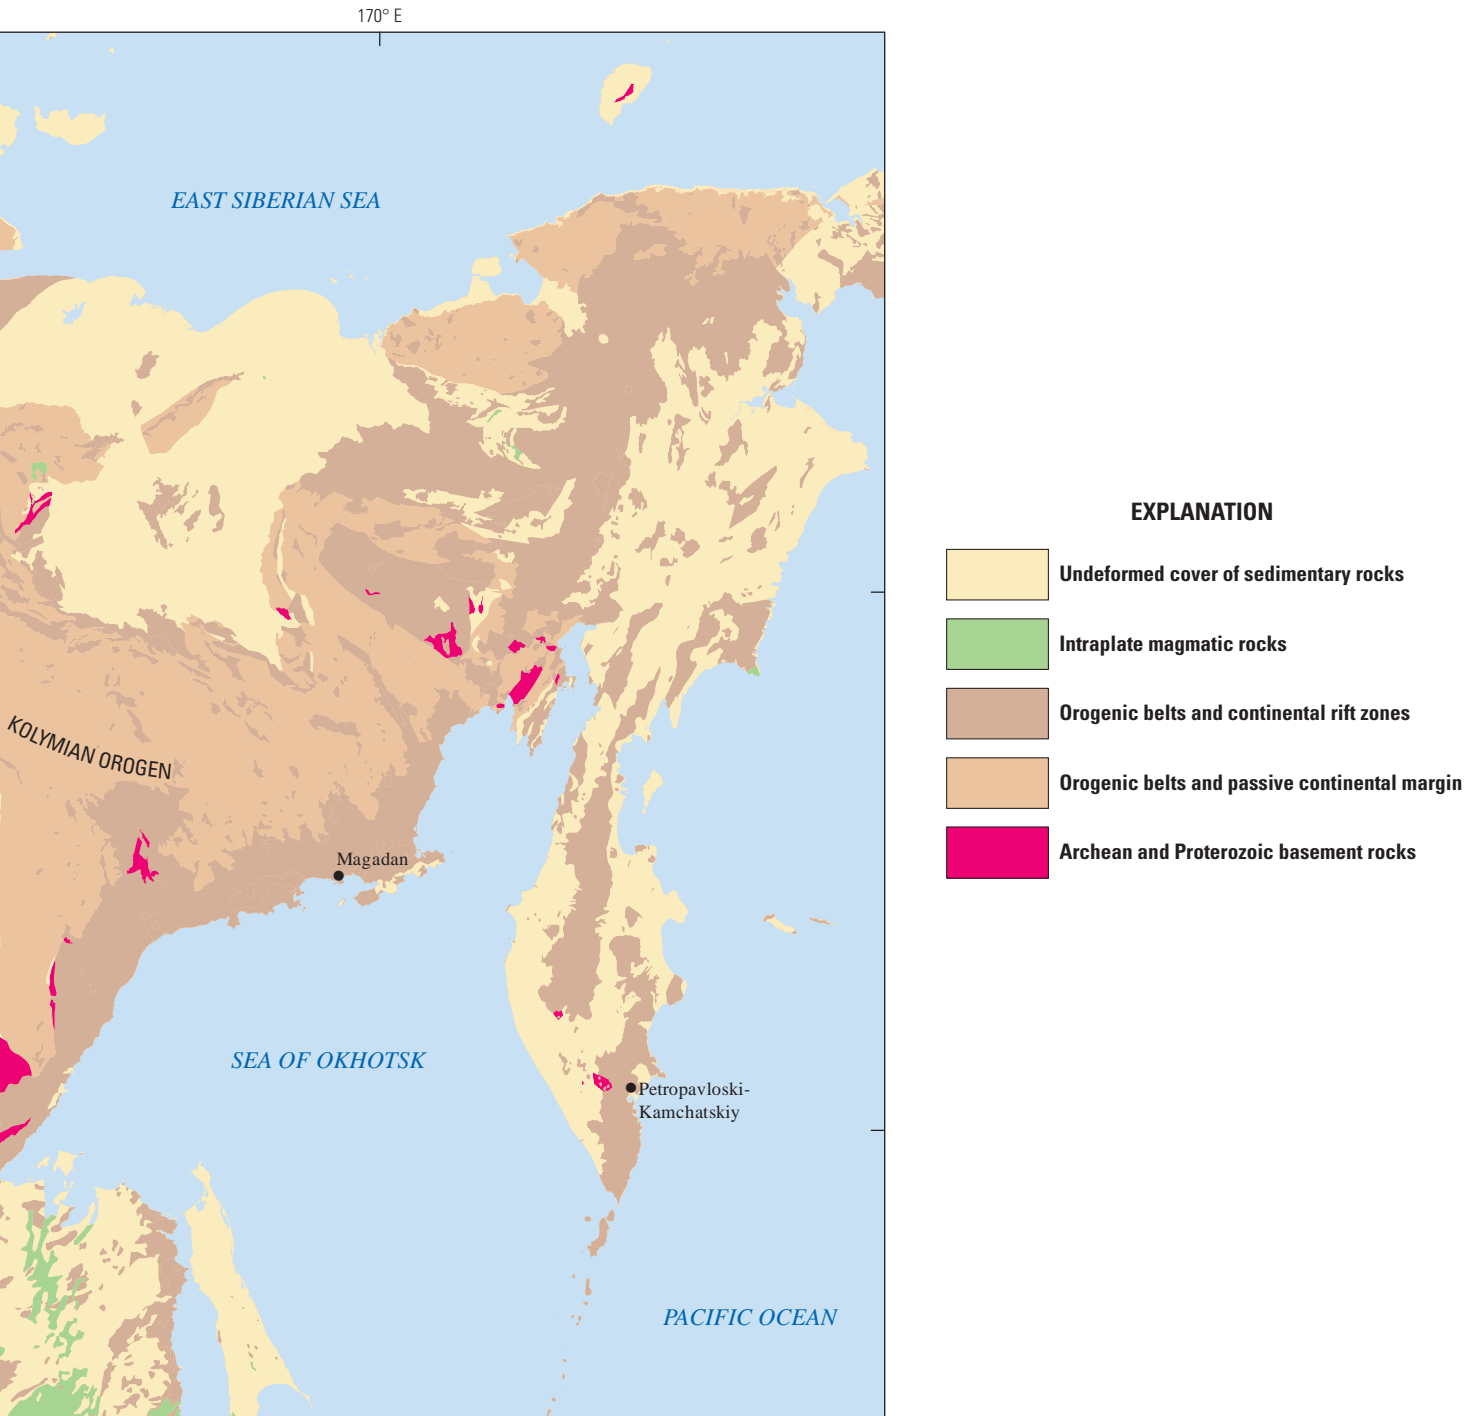 170° E
EAST SIBERIAN SEA
KOLYMIAN OROGEN
Magadan
SEA OF OKHOTSK
Petropavloski-
Kamchatskiy
PACIFIC OCEAN
EXPLANATION
Undeformed cover of sedimentary rocks
Intraplate magmatic rocks
Orogenic belts and continental rift zones
Orogenic belts and passive continental margin
Archean and Proterozoic basement rocks